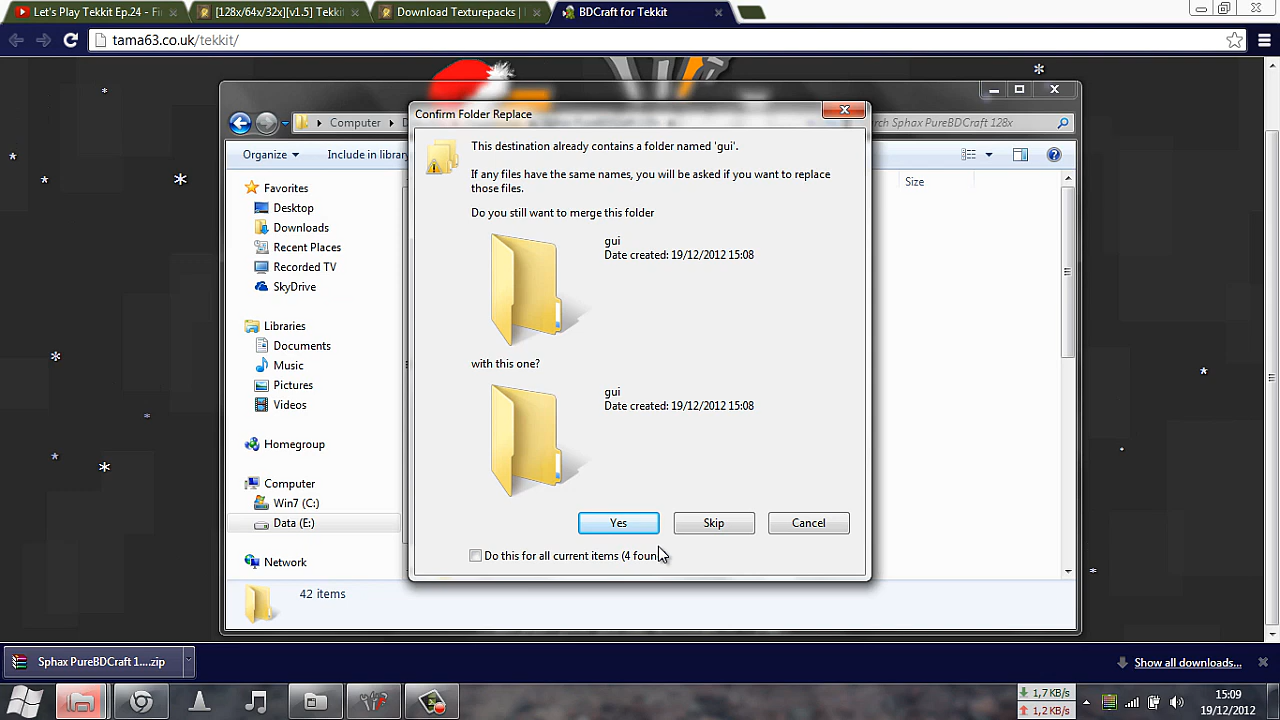 Let's Play Tekkit Ep.24 - Fi
[128x/64x/32x][v1.5] Tekkit
Download Texturepacks |
BDCraft for Tekkit
tama63.co.uk/tekkit/
Confirm Folder Replace
Computer
Sphax PureBDCraft 128x
This destination already contains a folder named 'gui'.
Organize
Include in library
If any files have the same names, you will be asked if you want to replace
those files.
Size
Favorites
Desktop
Downloads
Recent Places
Recorded TV
SkyDrive
Do you still want to merge this folder
gui
Date created: 19/12/2012 15:08
Libraries
Documents
Music
Pictures
Videos
with this one?
gui
Date created: 19/12/2012 15:08
Homegroup
Computer
Win7 (C:)
Data (E:)
Network
Yes
Skip
Cancel
Do this for all current items (4 foun
42 items
Sphax PureBDCraft 1....zip
Show all downloads...
1,7 KB/s
1,2 KB/s
15:09
19/12/2012